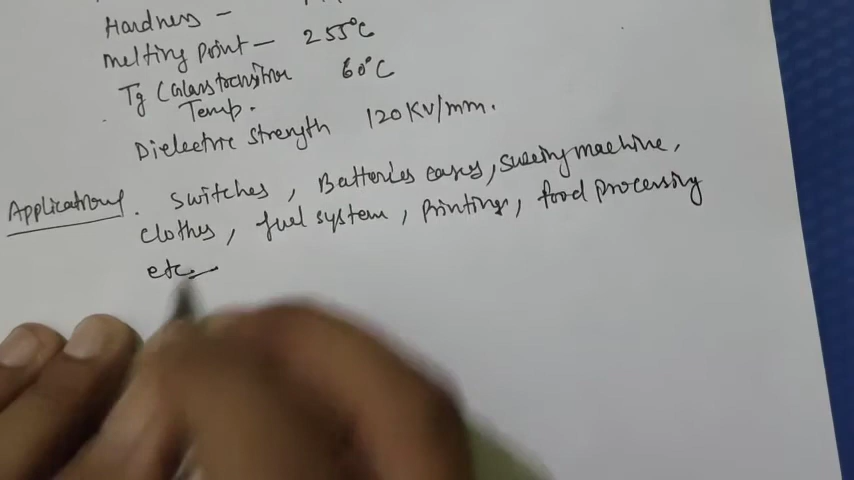 Hardness –
Melting Point – 255°C
Tg (Glass transition 60°C
Temp.
Dielectric Strength 120 KV/mm.
Applications. Switches, Batteries cases, sweing machine,
clothes, fuel system, Printing, food processing
etc.